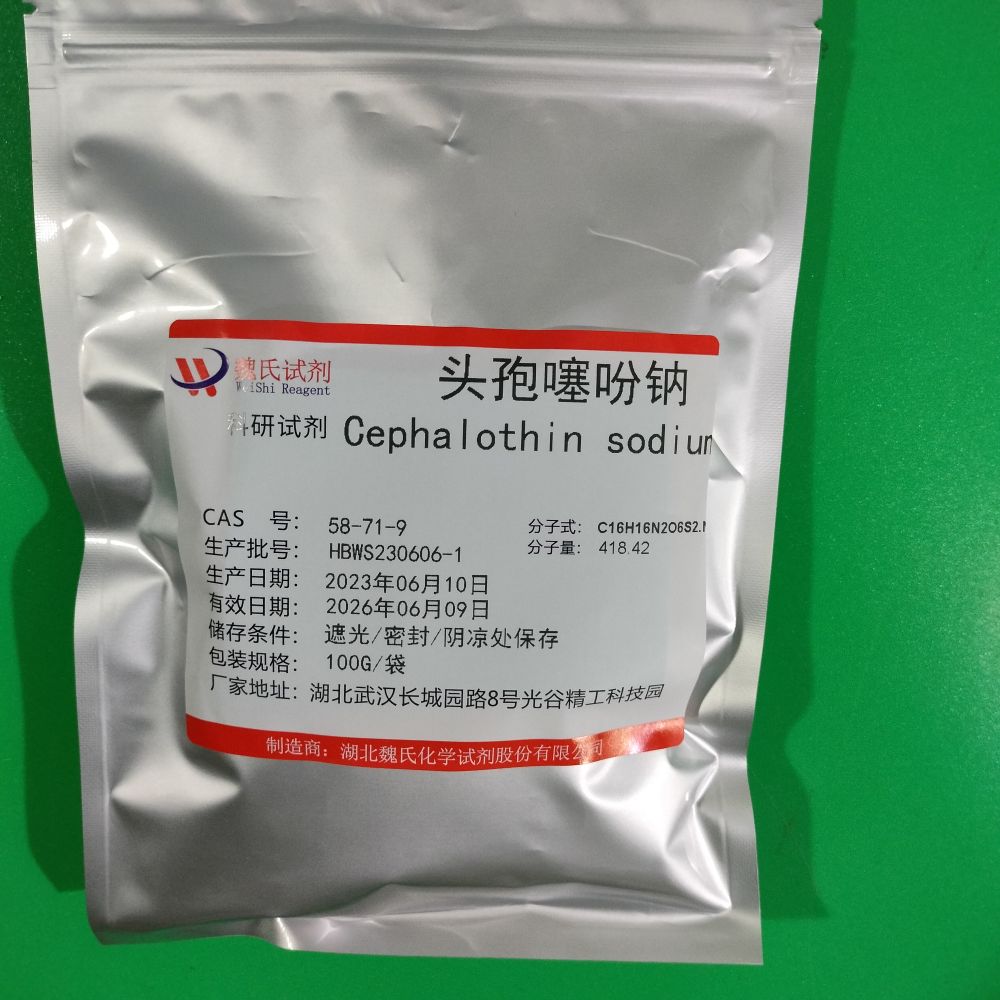 魏氏试剂
WeiShi Reagent
头孢噻吩钠
科研试剂 Cephalothin sodium
CAS 号: 58-71-9
分子式: C16H16N2O6S2.N
生产批号: HBWS230606-1
分子量: 418.42
生产日期: 2023年06月10日
有效日期: 2026年06月09日
储存条件: 遮光/密封/阴凉处保存
包装规格: 100G/袋
厂家地址: 湖北武汉长城园路8号光谷精工科技园
制造商: 湖北魏氏化学试剂股份有限公司